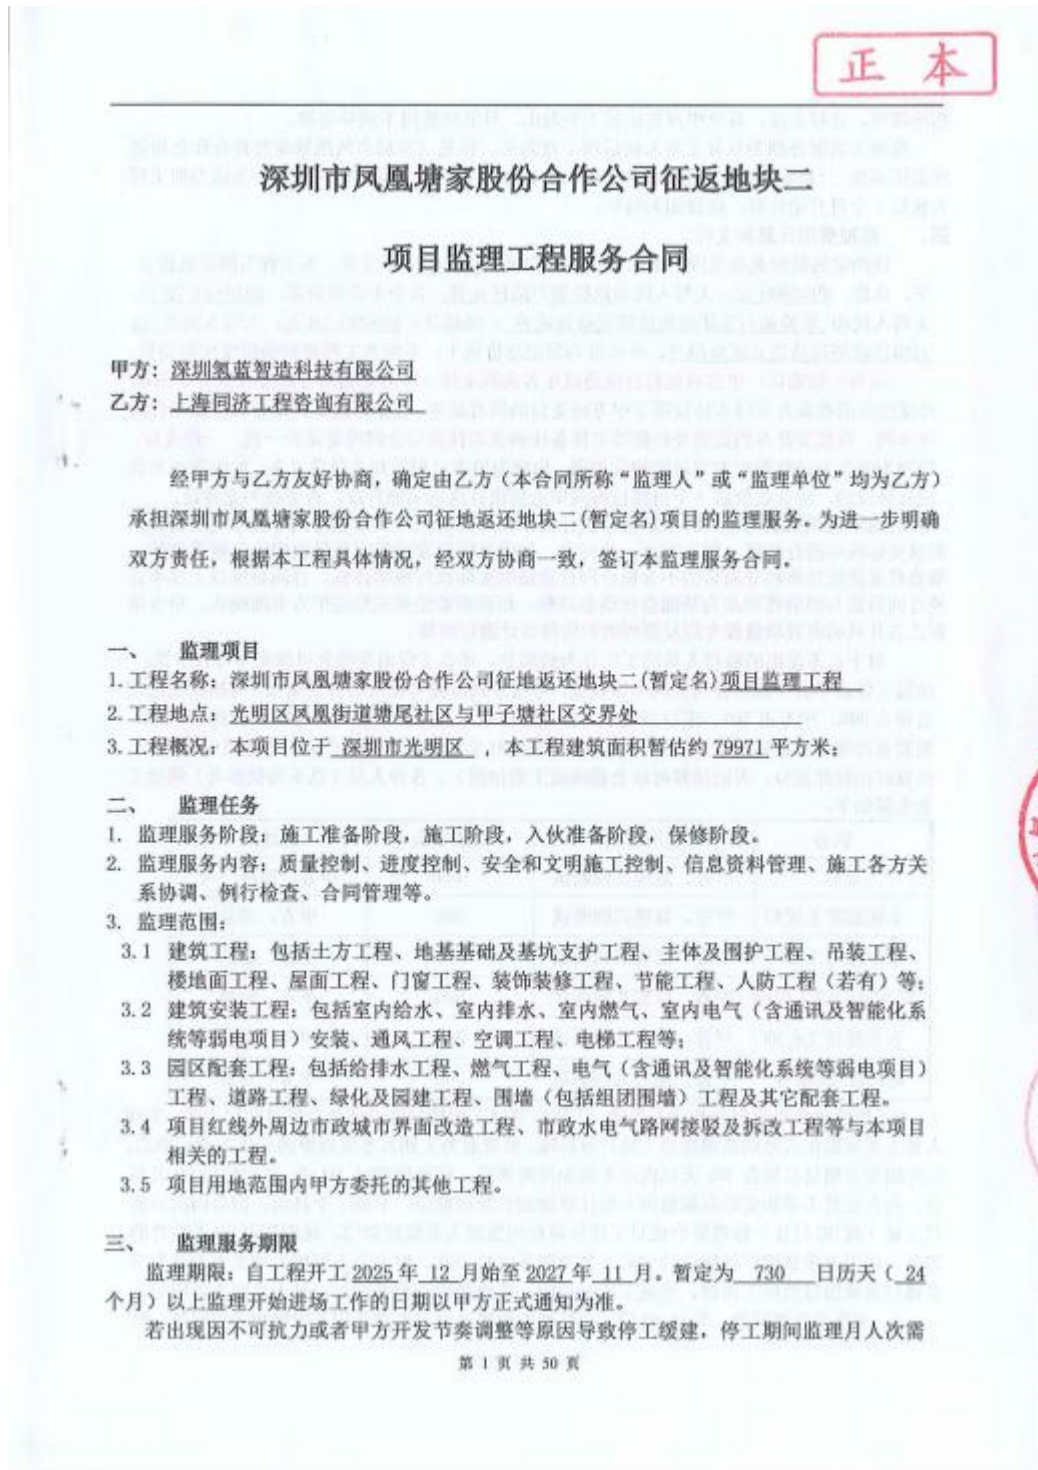 正 本
深圳市凤凰塘家股份合作公司征返地块二
项目监理工程服务合同
甲方：深圳氢蓝智造科技有限公司
乙方：上海同济工程咨询有限公司
经甲方与乙方友好协商，确定由乙方（本合同所称“监理人”或“监理单位”均为乙方）
承担深圳市凤凰塘家股份合作公司征地返还地块二(暂定名)项目的监理服务。为进一步明确
双方责任，根据本工程具体情况，经双方协商一致，签订本监理服务合同。
一、 监理项目
1.工程名称：深圳市凤凰塘家股份合作公司征地返还地块二(暂定名)项目监理工程
2.工程地点：光明区凤凰街道塘尾社区与甲子塘社区交界处
3.工程概况：本项目位于 深圳市光明区 ，本工程建筑面积暂估约 79971 平方米；
二、 监理任务
1. 监理服务阶段：施工准备阶段，施工阶段，入伙准备阶段，保修阶段。
2. 监理服务内容：质量控制、进度控制、安全和文明施工控制、信息资料管理、施工各方关
系协调、例行检查、合同管理等。
3. 监理范围：
3.1 建筑工程：包括土方工程、地基基础及基坑支护工程、主体及围护工程、吊装工程、
楼地面工程、屋面工程、门窗工程、装饰装修工程、节能工程、人防工程（若有）等；
3.2 建筑安装工程：包括室内给水、室内排水、室内燃气、室内电气（含通讯及智能化系
统等弱电项目）安装、通风工程、空调工程、电梯工程等；
3.3 园区配套工程：包括给排水工程、燃气工程、电气（含通讯及智能化系统等弱电项目）
工程、道路工程、绿化及园建工程、围墙（包括组团围墙）工程及其它配套工程。
3.4 项目红线外周边市政城市界面改造工程、市政水电气路网接驳及拆改工程等与本项目
相关的工程。
3.5 项目用地范围内甲方委托的其他工程。
三、 监理服务期限
监理期限：自工程开工 2025 年 12 月始至 2027 年 11 月。暂定为 730 日历天（ 24
个月）以上监理开始进场工作的日期以甲方正式通知为准。
若出现因不可抗力或者甲方开发节奏调整等原因导致停工缓建，停工期间监理月人次需
第 1 页 共 50 页